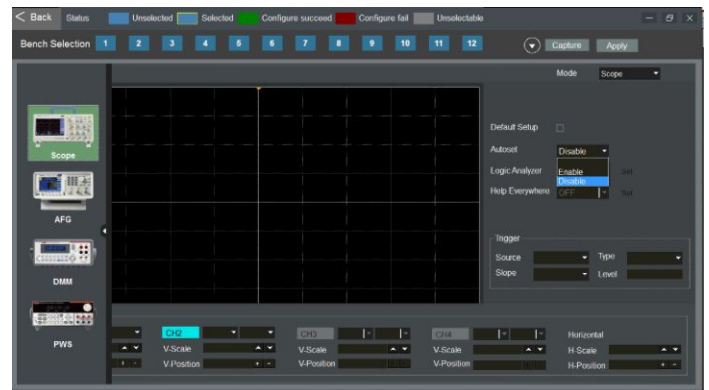 < Back Status Unselected Selected Configure succeed Configure fail Unselectable
Bench Selection 1 2 3 4 5 6 7 8 9 10 11 12 Capture Apply
Mode Scope
Scope
AFG
DMM
PWS
Default Setup
Autoset Disable
Enable
Disable
Logic Analyzer Set
Help Everywhere OFF Set
Trigger
Source Type
Slope Level
CH2 CH3 CH4 Horizontal
V-Scale V-Scale V-Scale H-Scale
V-Position V-Position V-Position H-Position